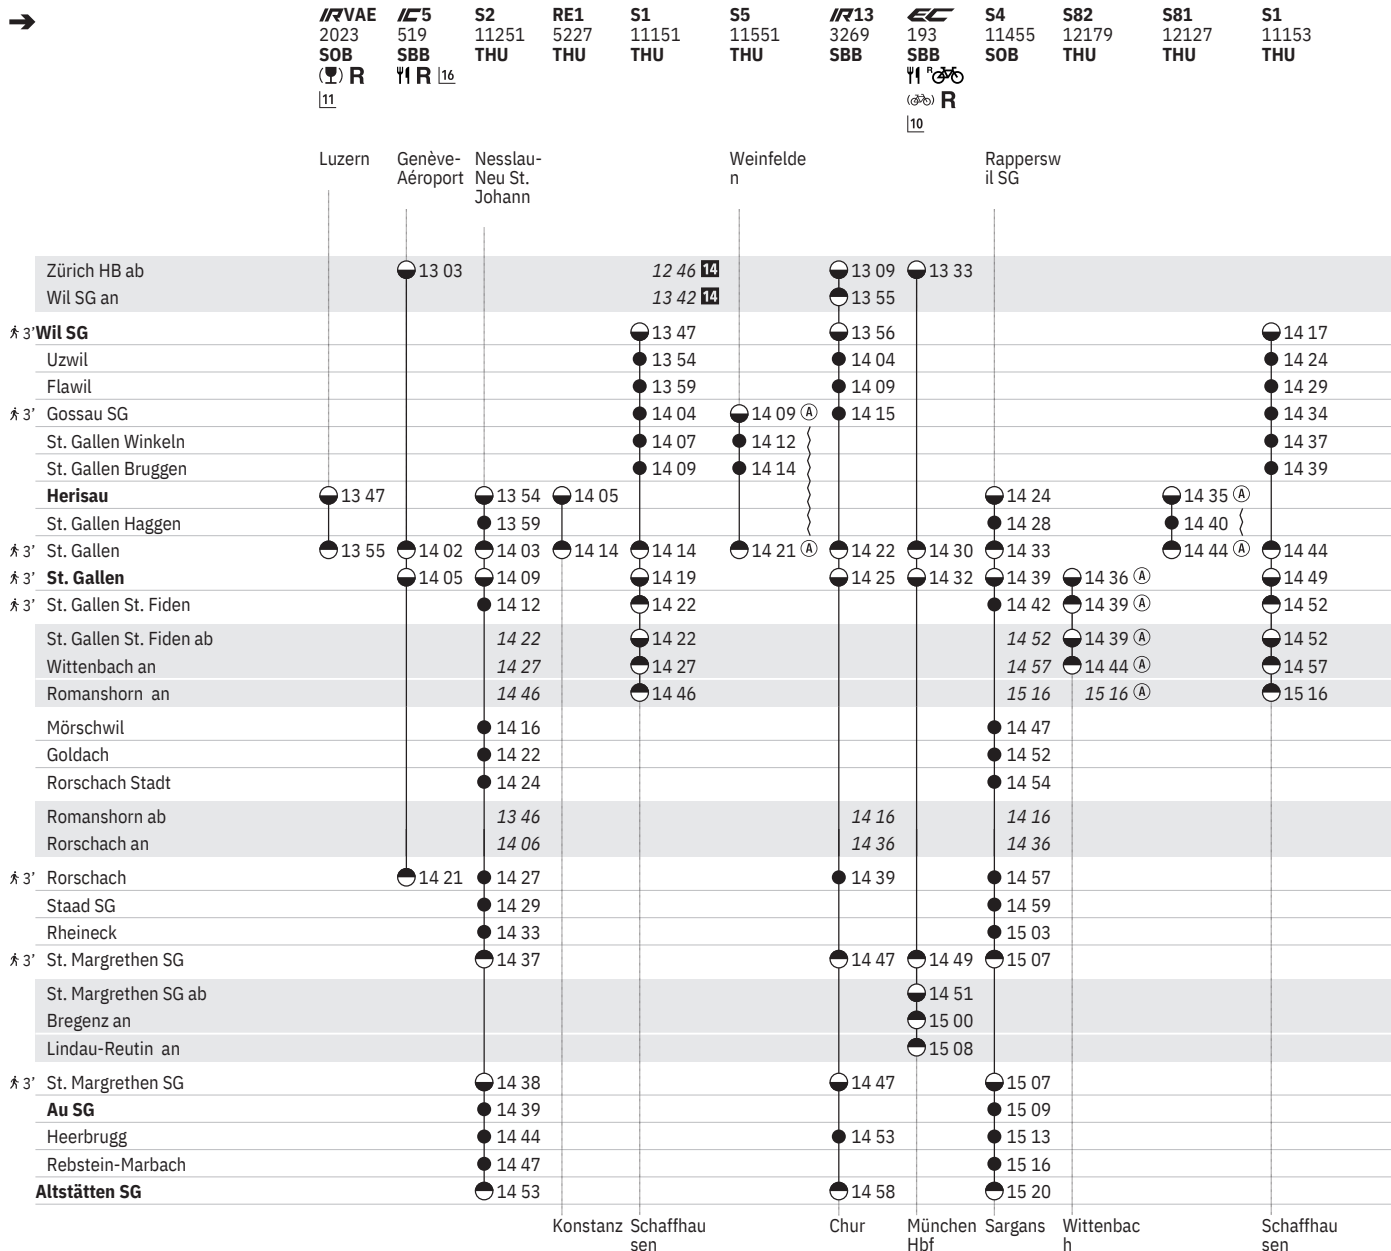 IRVAE IC5 S2 RE1 S1 S5 IR13 EC S4 S82 S81 S1
2023 519 11251 5227 11151 11551 3269 193 11455 12179 12127 11153
SOB SBB THU THU THU THU SBB SBB SOB THU THU THU
R R 16 R
11 R
10
Luzern Genève- Nesslau- Weinfelde Rappersw
Aéroport Neu St. n il SG
Johann
Zürich HB ab 13 03 12 46 14 13 09 13 33
Wil SG an 13 42 14 13 55
3' Wil SG 13 47 13 56 14 17
Uzwil 13 54 14 04 14 24
Flawil 13 59 14 09 14 29
3' Gossau SG 14 04 14 09 A 14 15 14 34
St. Gallen Winkeln 14 07 14 12 14 37
St. Gallen Bruggen 14 09 14 14 14 39
Herisau 13 47 13 54 14 05 14 24 14 35 A
St. Gallen Haggen 13 59 14 28 14 40
3' St. Gallen 13 55 14 02 14 03 14 14 14 14 14 21 A 14 22 14 30 14 33 14 44 A 14 44
3' St. Gallen 14 05 14 09 14 19 14 25 14 32 14 39 14 36 A 14 49
3' St. Gallen St. Fiden 14 12 14 22 14 42 14 39 A 14 52
St. Gallen St. Fiden ab 14 22 14 22 14 52 14 39 A 14 52
Wittenbach an 14 27 14 27 14 57 14 44 A 14 57
Romanshorn an 14 46 14 46 15 16 15 16 A 15 16
Mörschwil 14 16 14 47
Goldach 14 22 14 52
Rorschach Stadt 14 24 14 54
Romanshorn ab 13 46 14 16 14 16
Rorschach an 14 06 14 36 14 36
3' Rorschach 14 21 14 27 14 39 14 57
Staad SG 14 29 14 59
Rheineck 14 33 15 03
3' St. Margrethen SG 14 37 14 47 14 49 15 07
St. Margrethen SG ab 14 51
Bregenz an 15 00
Lindau-Reutin an 15 08
3' St. Margrethen SG 14 38 14 47 15 07
Au SG 14 39 15 09
Heerbrugg 14 44 14 53 15 13
Rebstein-Marbach 14 47 15 16
Altstätten SG 14 53 14 58 15 20
Konstanz Schaffhau Chur München Sargans Wittenbac Schaffhau
sen Hbf h sen